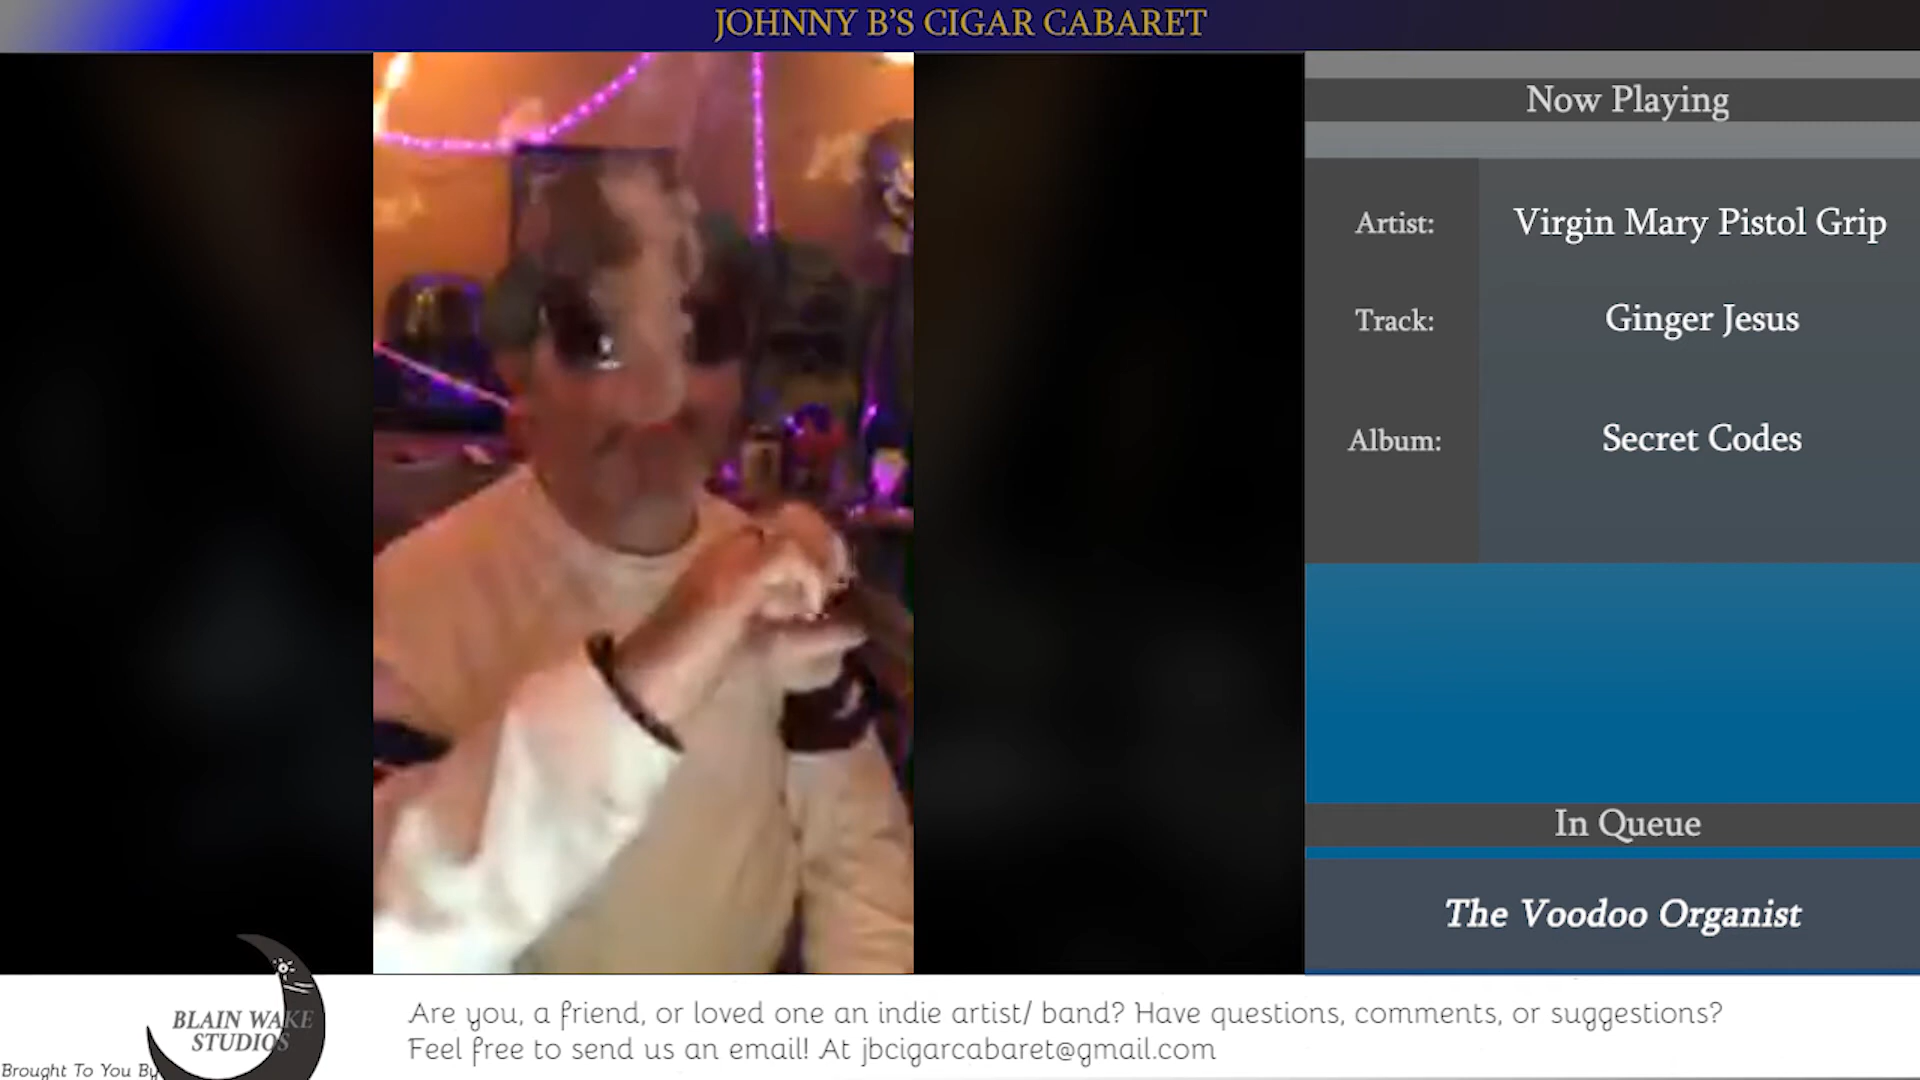 JOHNNY B'S CIGAR CABARET
Now Playing
Artist:
Virgin Mary Pistol Grip
Track:
Ginger Jesus
Album:
Secret Codes
In Queue
The Voodoo Organist
Brought To You By
BLAIN WAKE
STUDIOS
Are you, a friend, or loved one an indie artist/ band? Have questions, comments, or suggestions?
Feel free to send us an email! At jbcigarcabaret@gmail.com